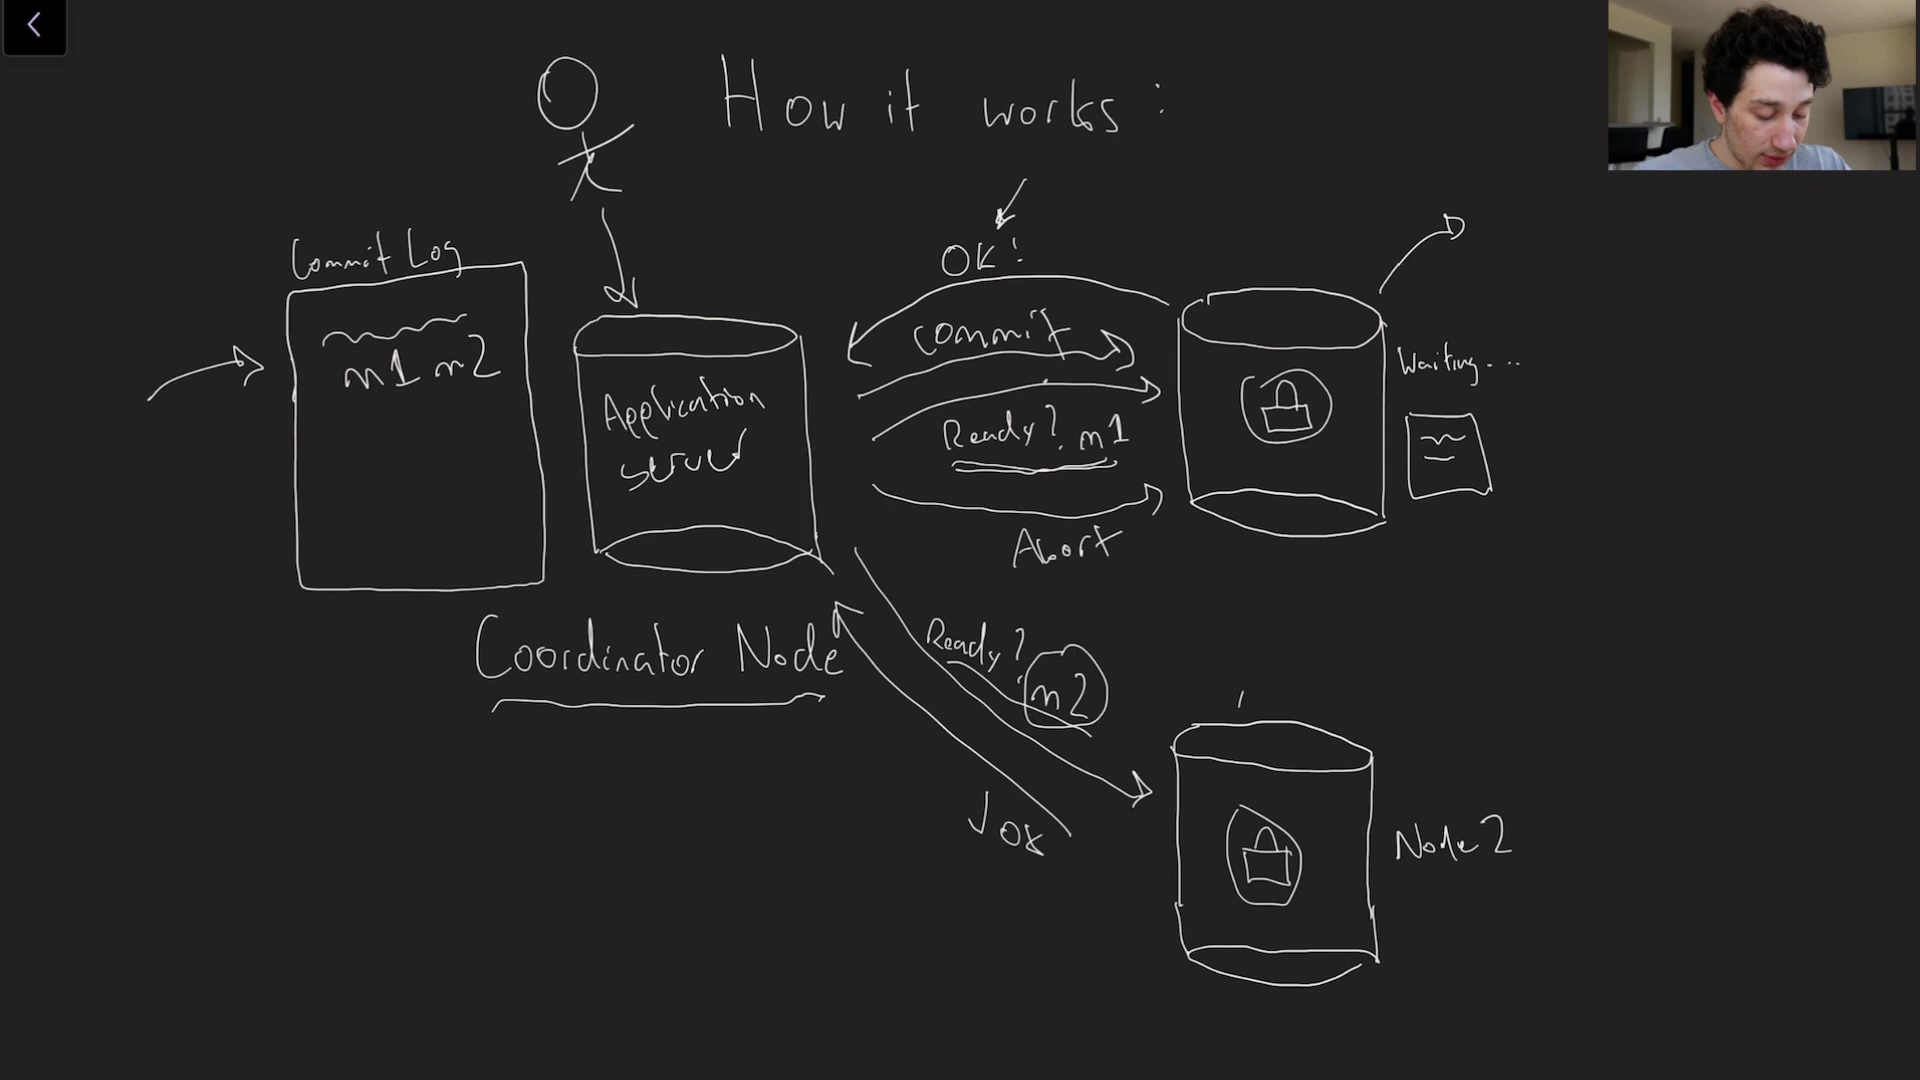 How it works:
Commit Log
OK!
m1 m2
commit
Waiting....
Application
server
Ready? m1
Abort
Coordinator Node
Ready?
m2
OK
Node 2